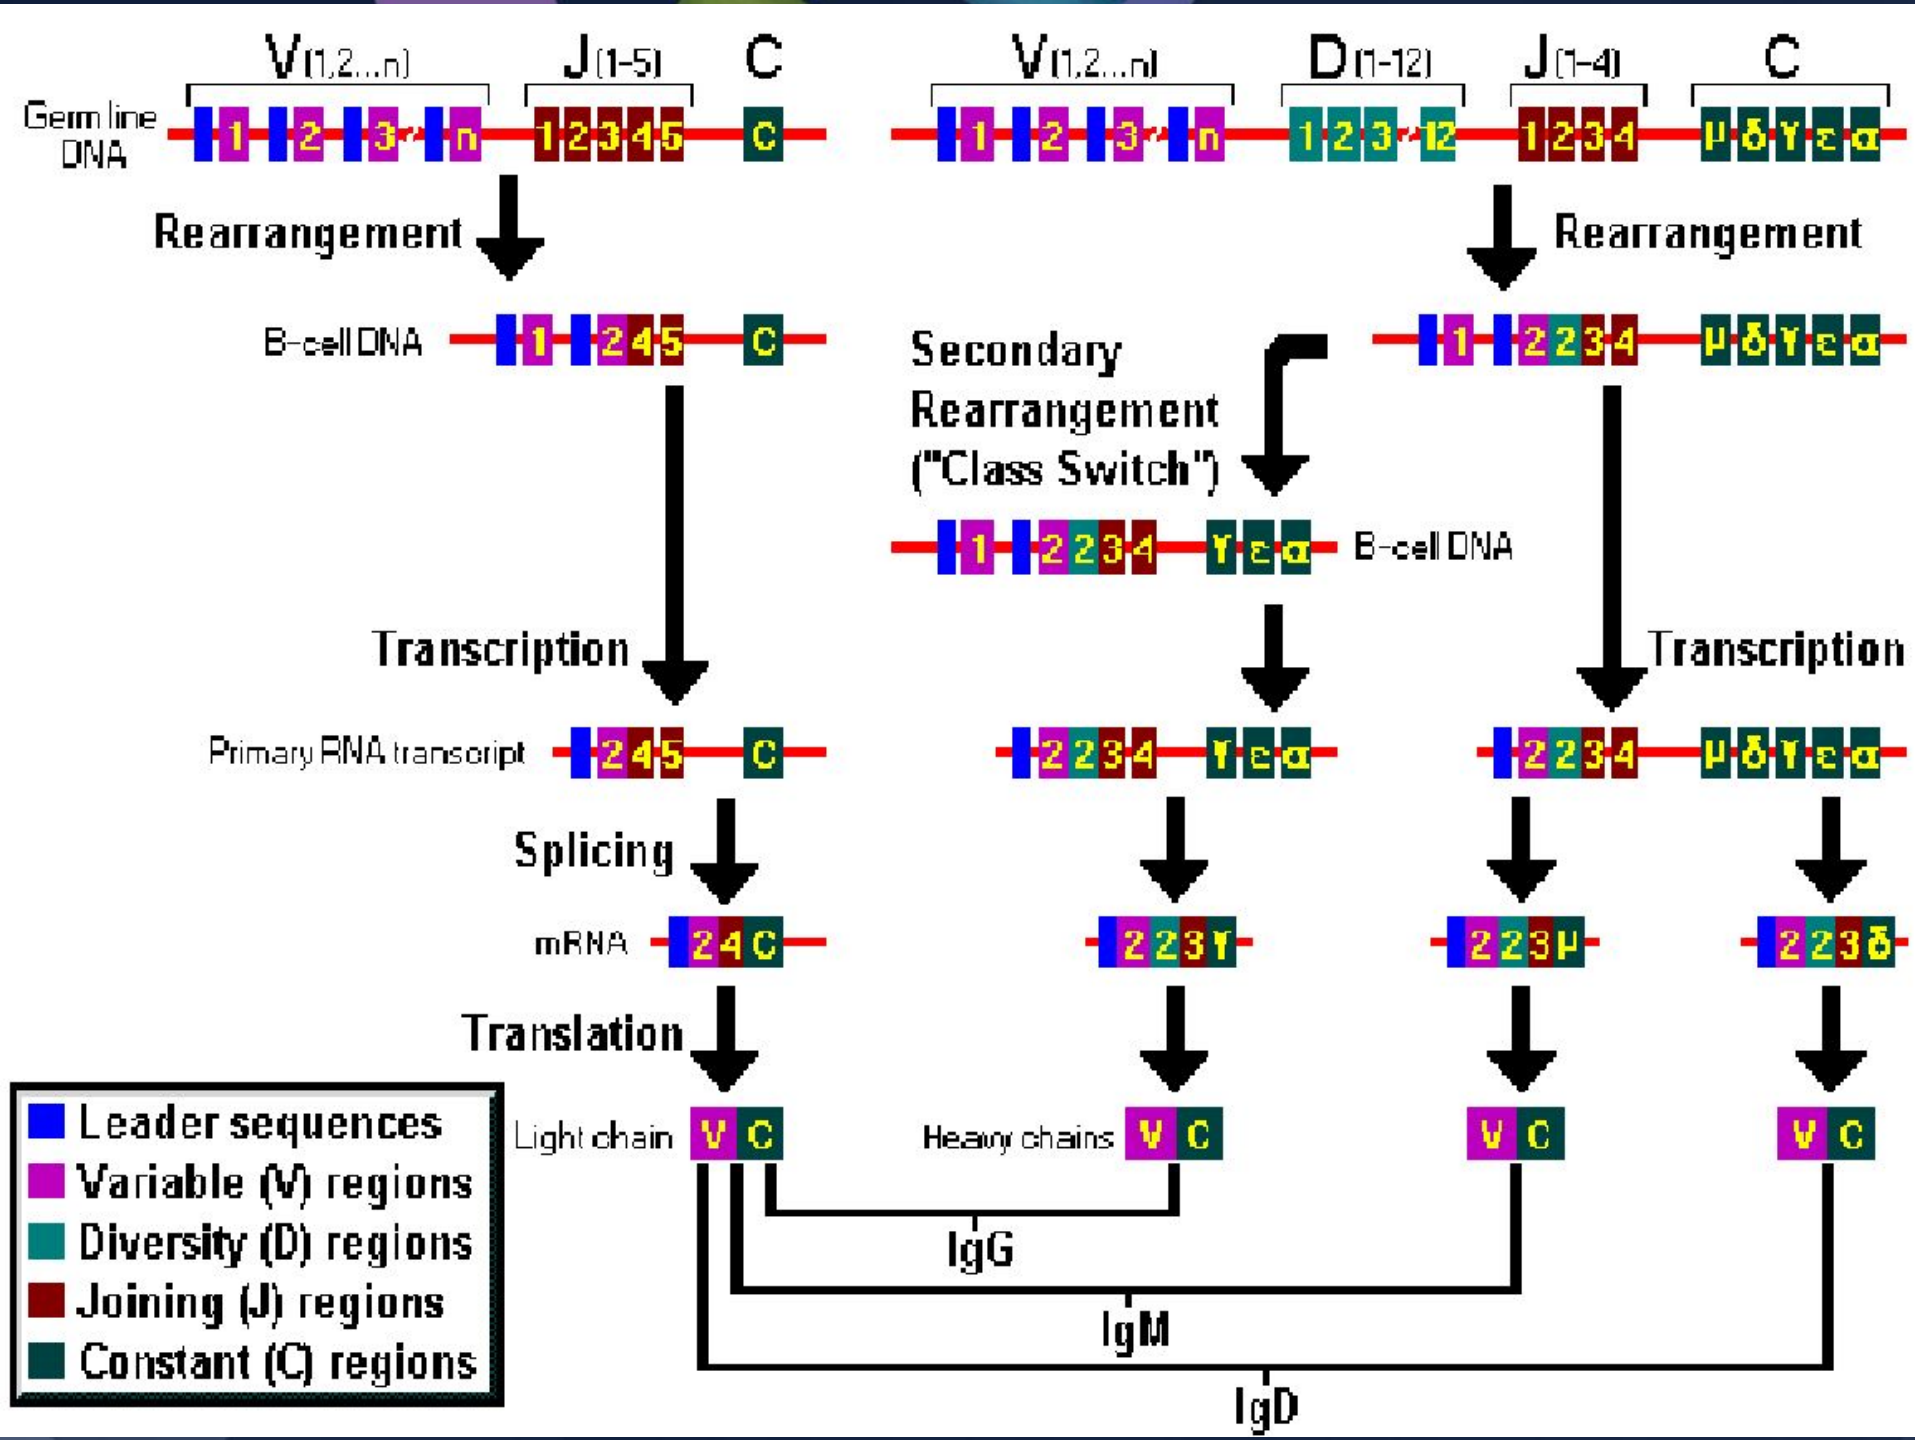 V(1,2...n) J(1-5) C V(1,2...n) D(1-12) J(1-4) C
Germ line
DNA
1 2 3 n 1 2 3 4 5 C 1 2 3 n 1 2 3 12 1 2 3 4 μ δ γ ε α
Rearrangement Rearrangement
B-cell DNA 1 2 4 5 C 1 2 2 3 4 μ δ γ ε α
Secondary
Rearrangement
("Class Switch")
1 2 2 3 4 γ ε α B-cell DNA
Transcription Transcription
Primary RNA transcript 2 4 5 C 2 2 3 4 γ ε α 2 2 3 4 μ δ γ ε α
Splicing
mRNA 2 4 C 2 2 3 γ 2 2 3 μ 2 2 3 δ
Translation
Light chain V C Heavy chains V C V C V C
IgG
IgM
IgD
Leader sequences
Variable (V) regions
Diversity (D) regions
Joining (J) regions
Constant (C) regions